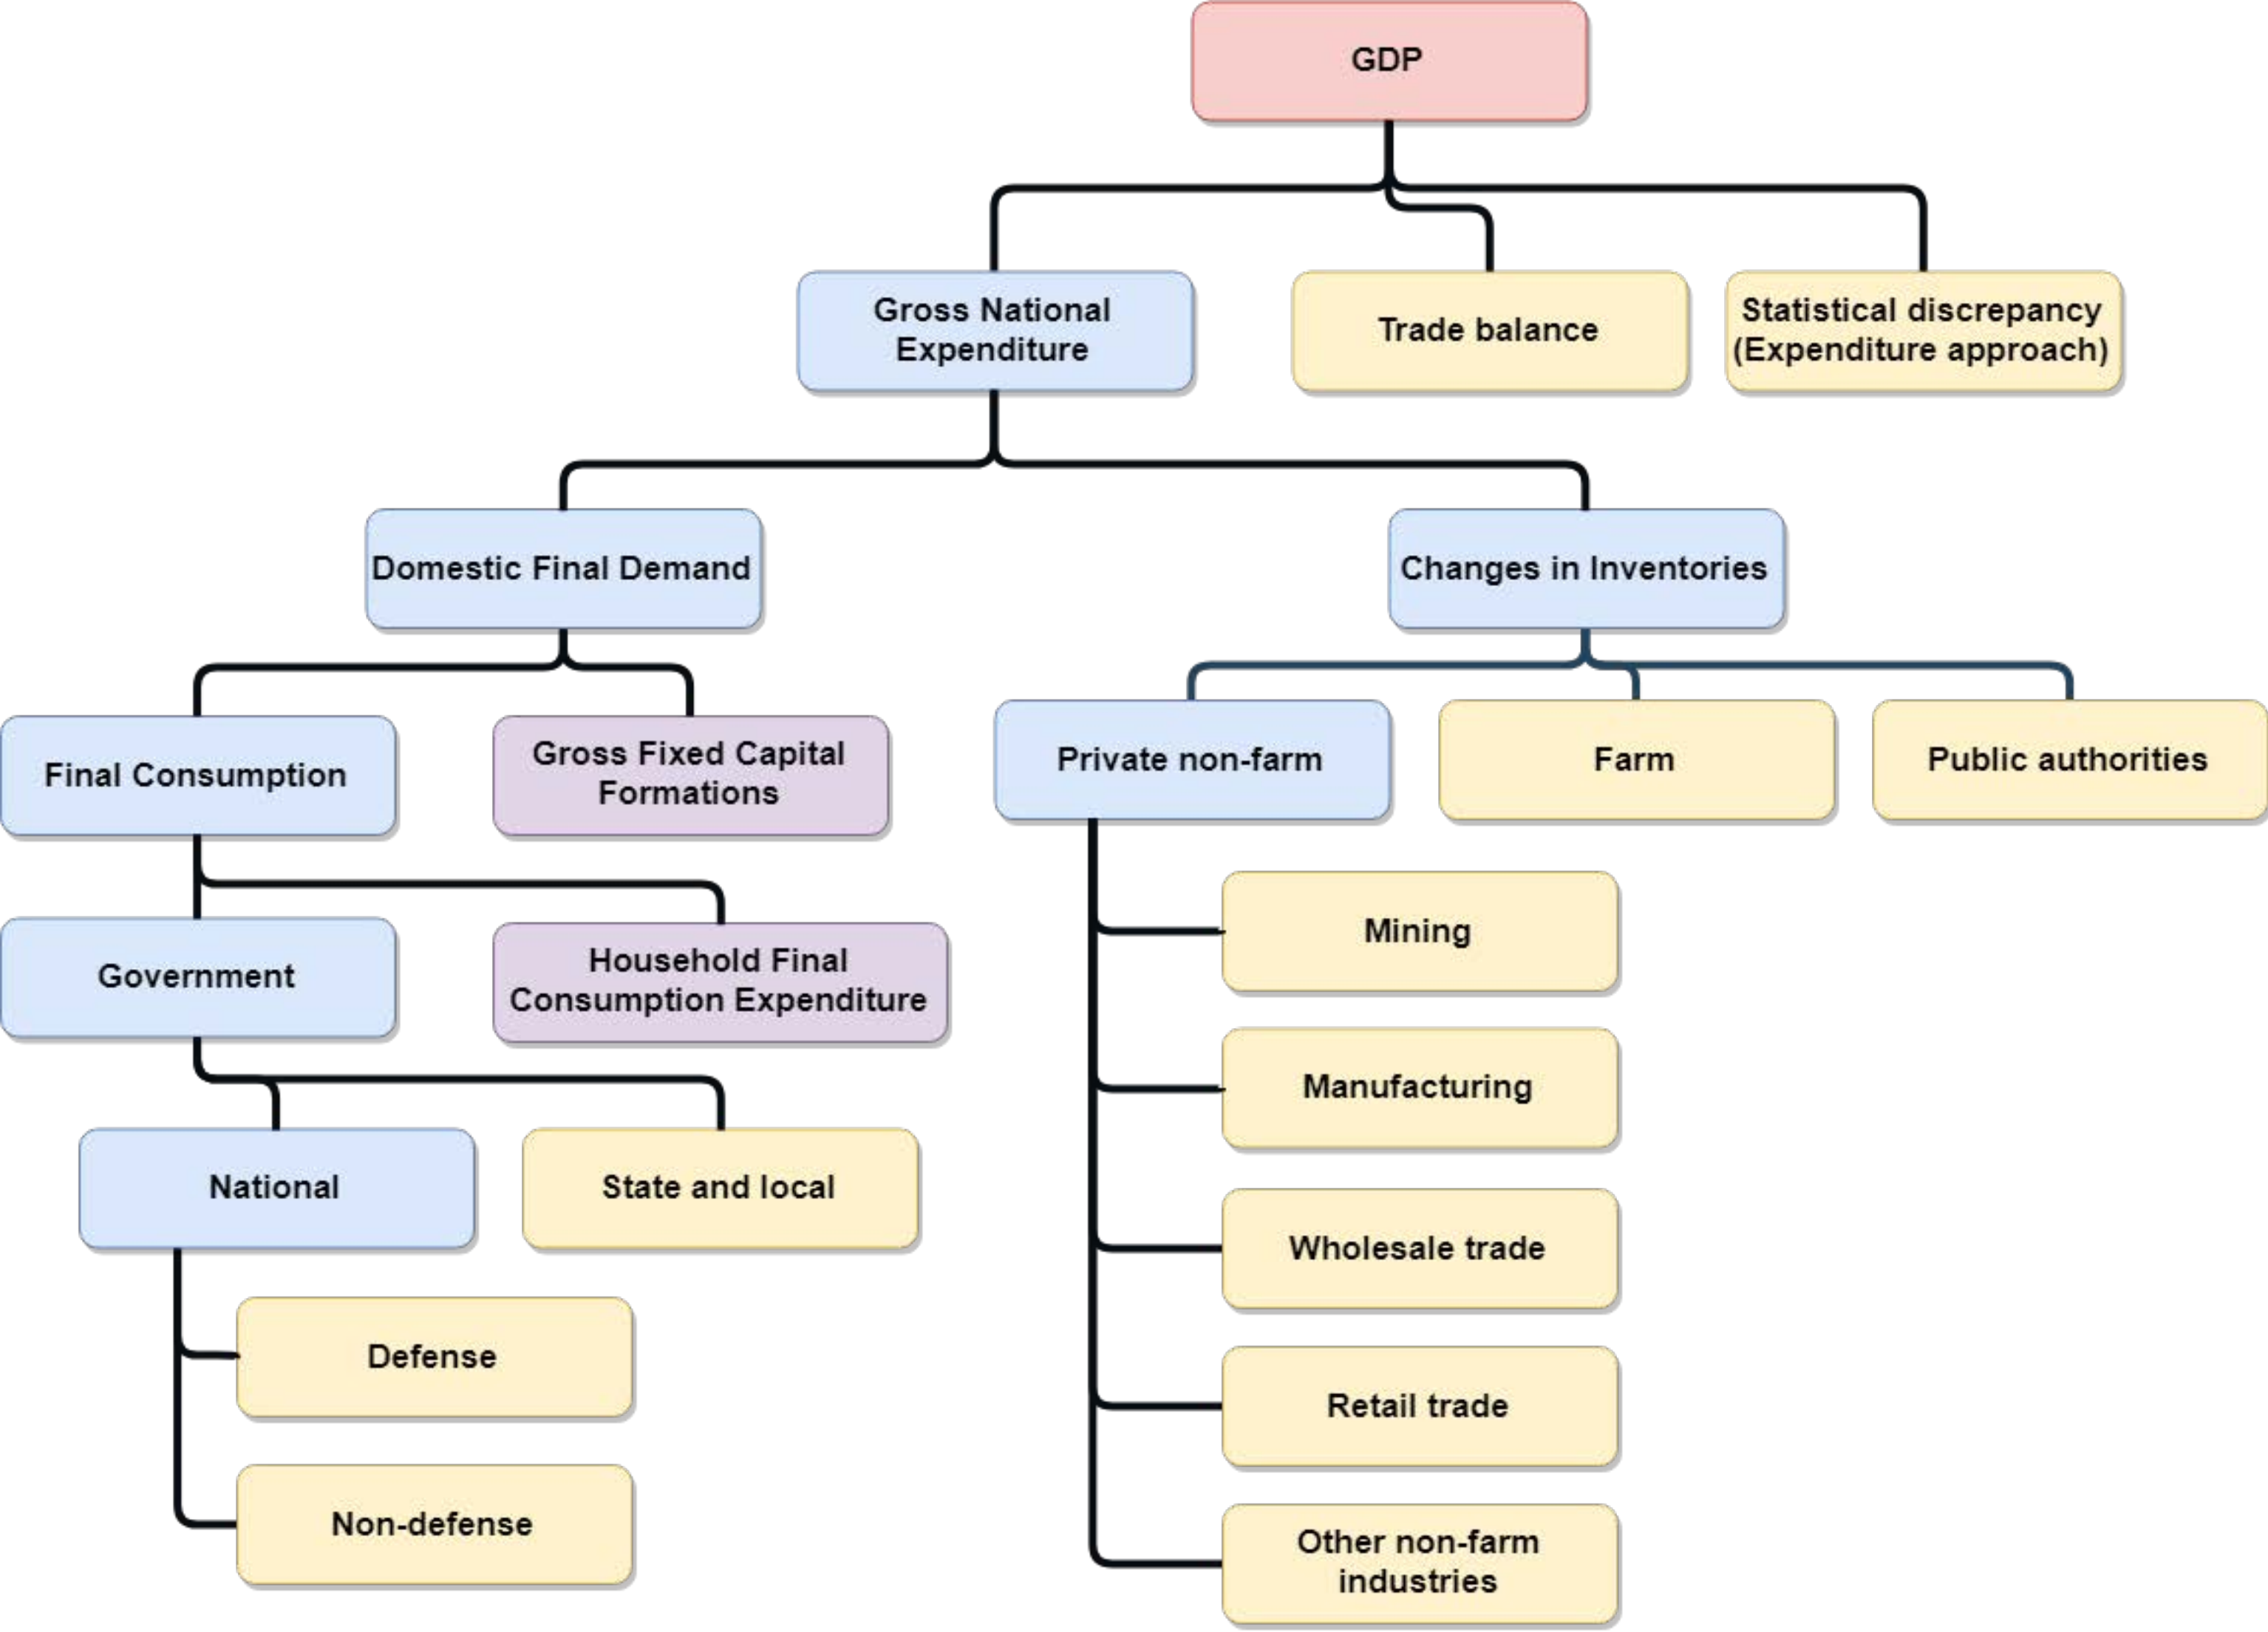 GDP
Gross National
Expenditure
Trade balance
Statistical discrepancy
(Expenditure approach)
Domestic Final Demand
Changes in Inventories
Final Consumption
Gross Fixed Capital
Formations
Private non-farm
Farm
Public authorities
Government
Household Final
Consumption Expenditure
Mining
Manufacturing
National
State and local
Wholesale trade
Defense
Retail trade
Non-defense
Other non-farm
industries